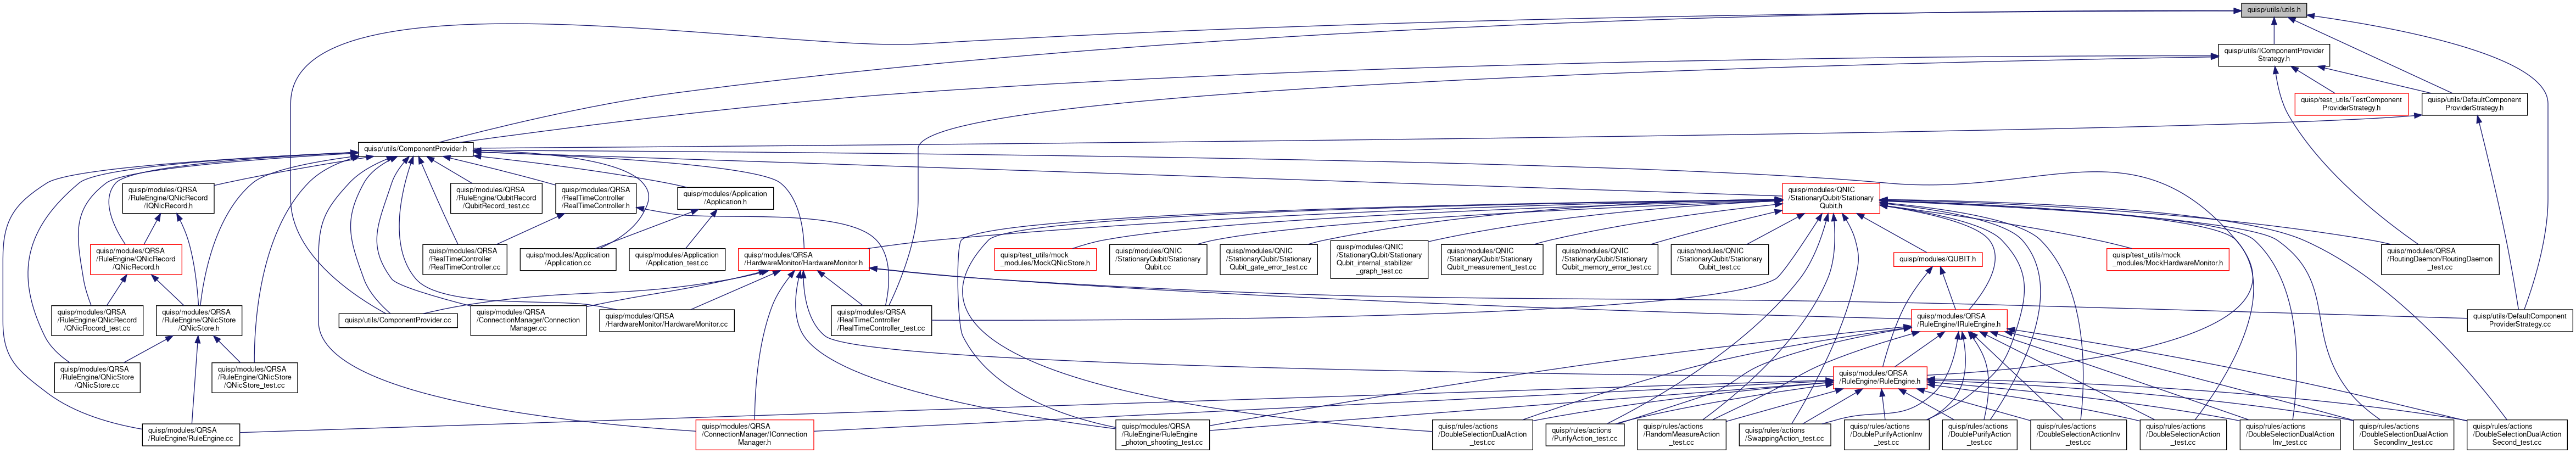 quisp/utils/utils.h
quisp/utils/IComponentProvider
Strategy.h
quisp/test_utils/TestComponent
ProviderStrategy.h
quisp/utils/DefaultComponent
ProviderStrategy.h
quisp/utils/ComponentProvider.h
quisp/modules/QRSA
/RuleEngine/QNicRecord
/IQNicRecord.h
quisp/modules/QRSA
/RuleEngine/QubitRecord
/QubitRecord_test.cc
quisp/modules/QRSA
/RealTimeController
/RealTimeController.h
quisp/modules/Application
/Application.h
quisp/modules/QNIC
/StationaryQubit/Stationary
Qubit.h
quisp/modules/QRSA
/RuleEngine/QNicRecord
/QNicRecord.h
quisp/modules/QRSA
/RealTimeController
/RealTimeController.cc
quisp/modules/Application
/Application.cc
quisp/modules/Application
/Application_test.cc
quisp/modules/QRSA
/HardwareMonitor/HardwareMonitor.h
quisp/test_utils/mock
_modules/MockQNicStore.h
quisp/modules/QNIC
/StationaryQubit/Stationary
Qubit.cc
quisp/modules/QNIC
/StationaryQubit/Stationary
Qubit_gate_error_test.cc
quisp/modules/QNIC
/StationaryQubit/Stationary
Qubit_internal_stabilizer
_graph_test.cc
quisp/modules/QNIC
/StationaryQubit/Stationary
Qubit_measurement_test.cc
quisp/modules/QNIC
/StationaryQubit/Stationary
Qubit_memory_error_test.cc
quisp/modules/QNIC
/StationaryQubit/Stationary
Qubit_test.cc
quisp/modules/QUBIT.h
quisp/test_utils/mock
_modules/MockHardwareMonitor.h
quisp/modules/QRSA
/RoutingDaemon/RoutingDaemon
_test.cc
quisp/modules/QRSA
/RuleEngine/QNicRecord
/QNicRocord_test.cc
quisp/modules/QRSA
/RuleEngine/QNicStore
/QNicStore.h
quisp/utils/ComponentProvider.cc
quisp/modules/QRSA
/ConnectionManager/Connection
Manager.cc
quisp/modules/QRSA
/HardwareMonitor/HardwareMonitor.cc
quisp/modules/QRSA
/RealTimeController
/RealTimeController_test.cc
quisp/modules/QRSA
/RuleEngine/IRuleEngine.h
quisp/utils/DefaultComponent
ProviderStrategy.cc
quisp/modules/QRSA
/RuleEngine/QNicStore
/QNicStore.cc
quisp/modules/QRSA
/RuleEngine/QNicStore
/QNicStore_test.cc
quisp/modules/QRSA
/RuleEngine/RuleEngine.h
quisp/modules/QRSA
/RuleEngine/RuleEngine.cc
quisp/modules/QRSA
/ConnectionManager/IConnection
Manager.h
quisp/modules/QRSA
/RuleEngine/RuleEngine
_photon_shooting_test.cc
quisp/rules/actions
/DoubleSelectionDualAction
_test.cc
quisp/rules/actions
/PurifyAction_test.cc
quisp/rules/actions
/RandomMeasureAction
_test.cc
quisp/rules/actions
/SwappingAction_test.cc
quisp/rules/actions
/DoublePurifyActionInv
_test.cc
quisp/rules/actions
/DoublePurifyAction
_test.cc
quisp/rules/actions
/DoubleSelectionActionInv
_test.cc
quisp/rules/actions
/DoubleSelectionAction
_test.cc
quisp/rules/actions
/DoubleSelectionDualAction
Inv_test.cc
quisp/rules/actions
/DoubleSelectionDualAction
SecondInv_test.cc
quisp/rules/actions
/DoubleSelectionDualAction
Second_test.cc